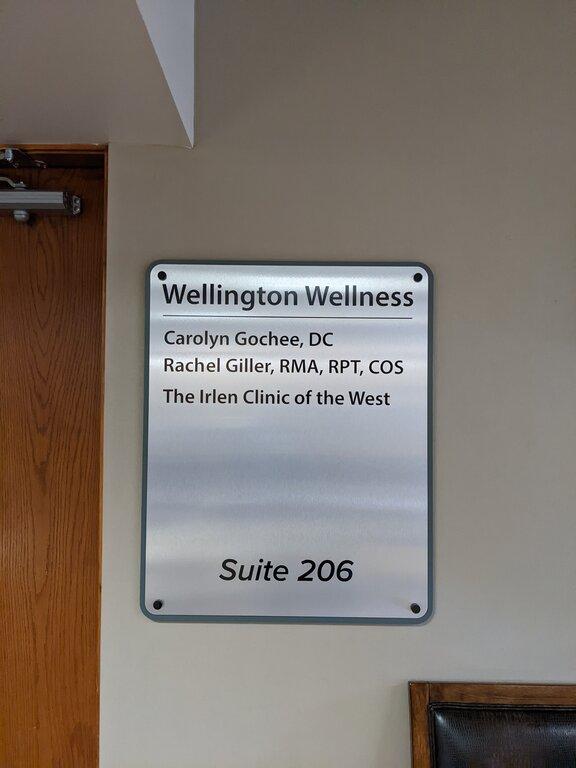 Wellington Wellness
Carolyn Gochee, DC
Rachel Giller, RMA, RPT, COS
The Irlen Clinic of the West
Suite 206